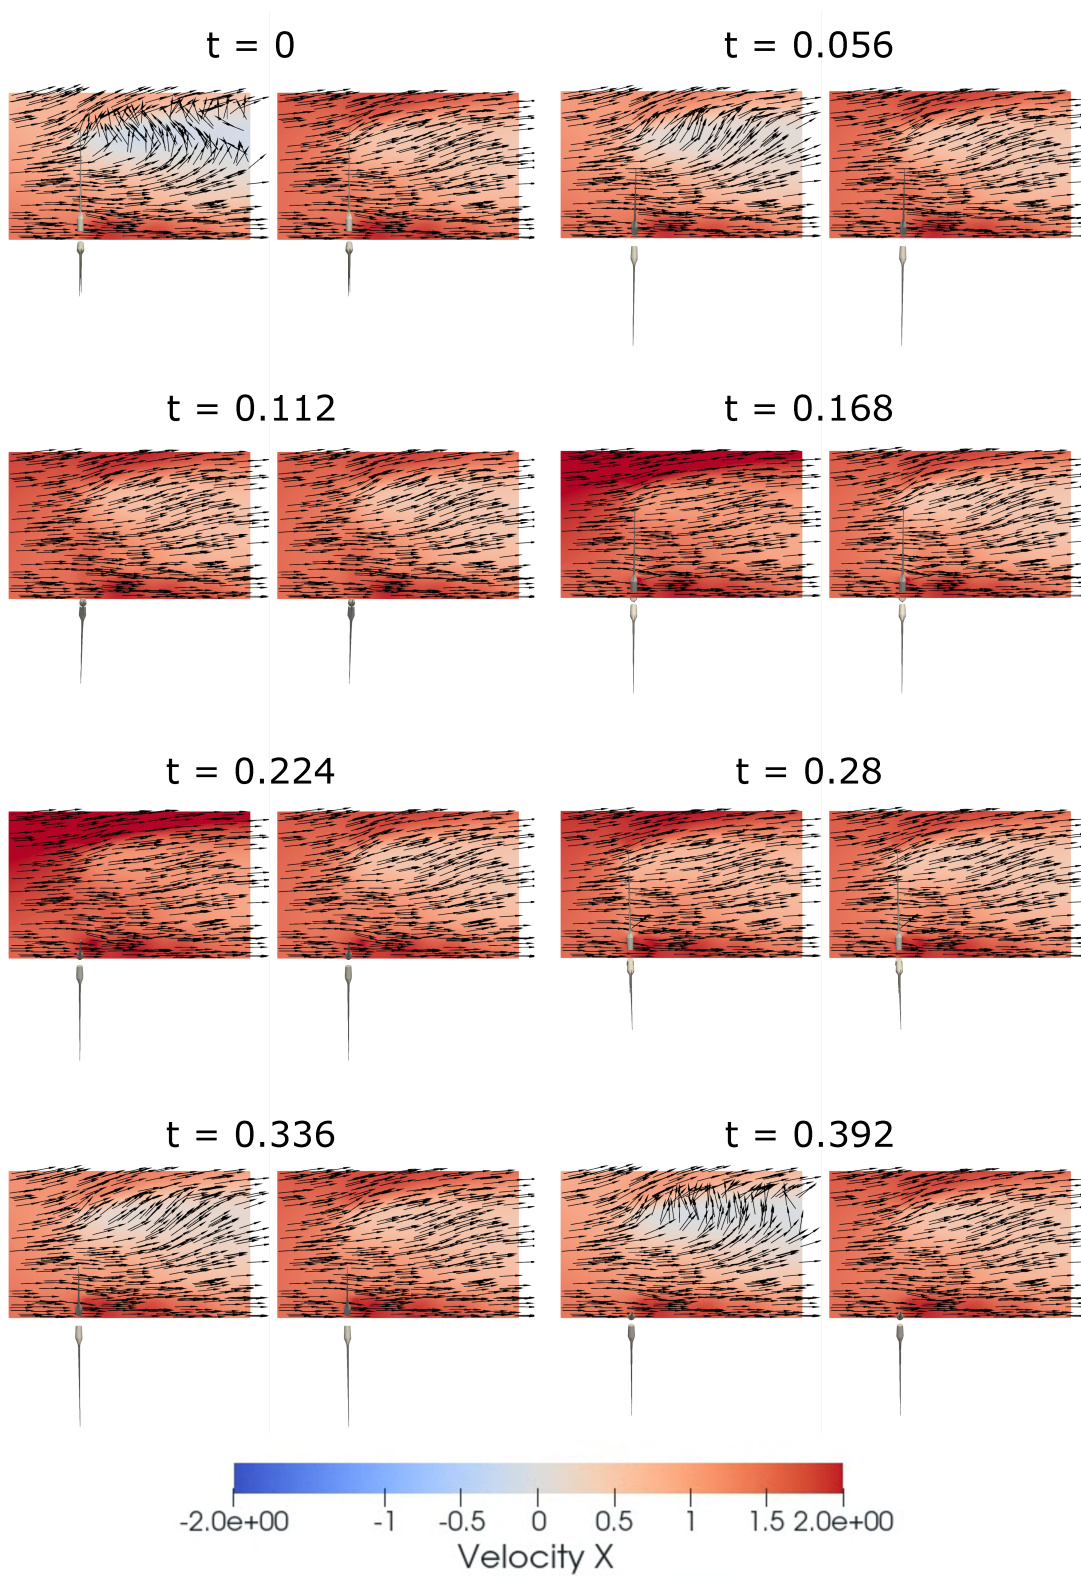 t = 0
t = 0.056
t = 0.112
t = 0.168
t = 0.224
t = 0.28
t = 0.336
t = 0.392
-2.0e+00 -1 -0.5 0 0.5 1 1.5 2.0e+00
Velocity X